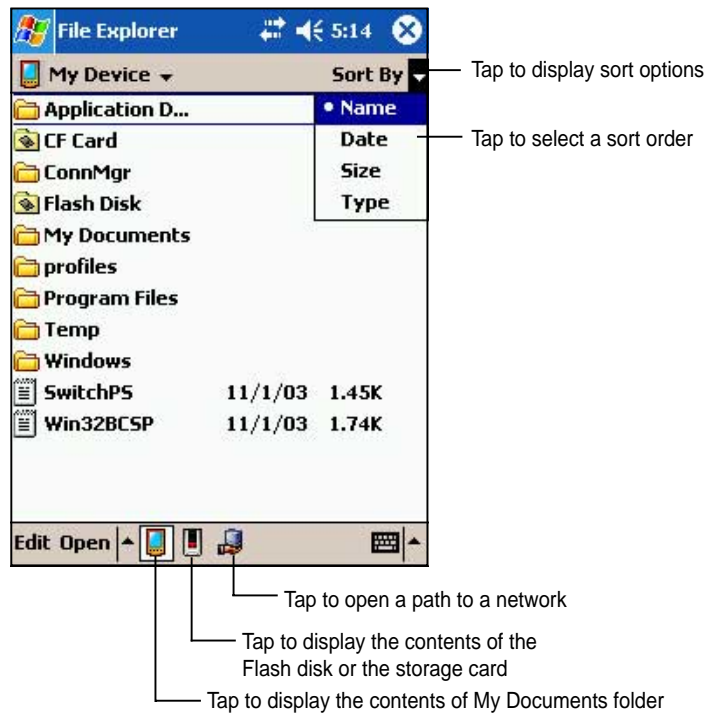 File Explorer 5:14
My Device Sort By
Tap to display sort options
Application D...
• Name
CF Card
Date
Tap to select a sort order
ConnMgr
Size
Flash Disk
Type
My Documents
profiles
Program Files
Temp
Windows
SwitchPS 11/1/03 1.45K
Win32BCSP 11/1/03 1.74K
Edit Open
Tap to open a path to a network
Tap to display the contents of the
Flash disk or the storage card
Tap to display the contents of My Documents folder